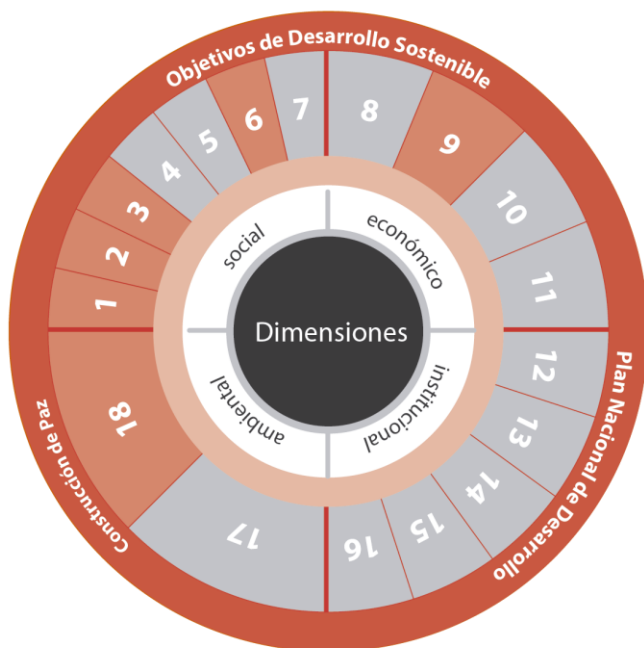 Objetivos de Desarrollo Sostenible
Plan Nacional de Desarrollo
Construcción de Paz
1
2
3
4
5
6
7
8
9
10
11
12
13
14
15
16
17
18
social
económico
institucional
ambiental
Dimensiones